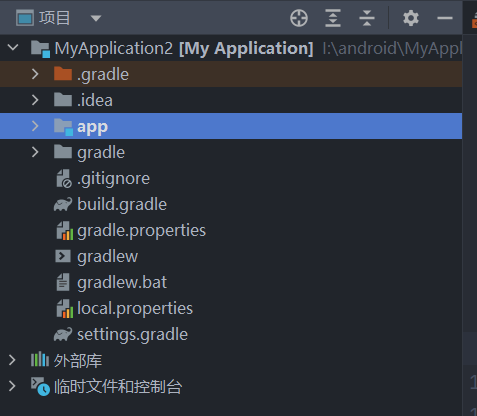 项目
MyApplication2 [My Application] I:\android\MyAppl
.gradle
.idea
app
gradle
.gitignore
build.gradle
gradle.properties
gradlew
gradlew.bat
local.properties
settings.gradle
外部库
临时文件和控制台